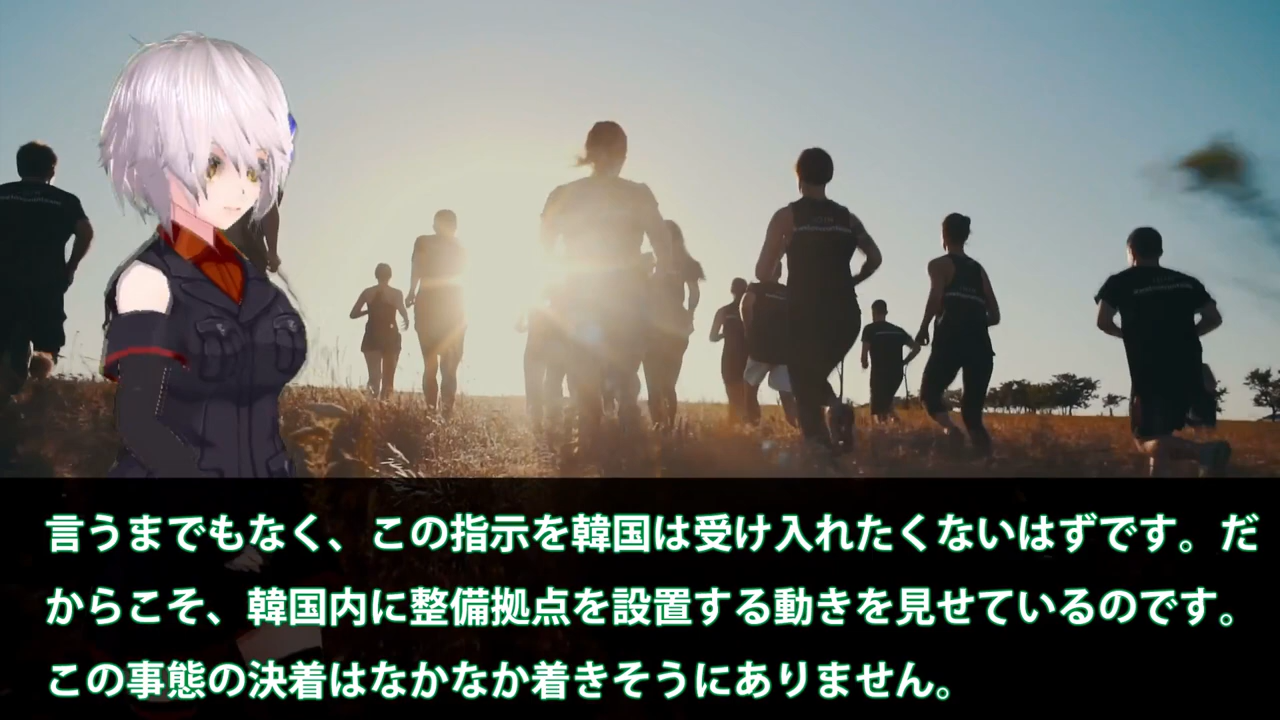 言うまでもなく、この指示を韓国は受け入れたくないはずです。だ
からこそ、韓国内に整備拠点を設置する動きを見せているのです。
この事態の決着はなかなか着きそうにありません。